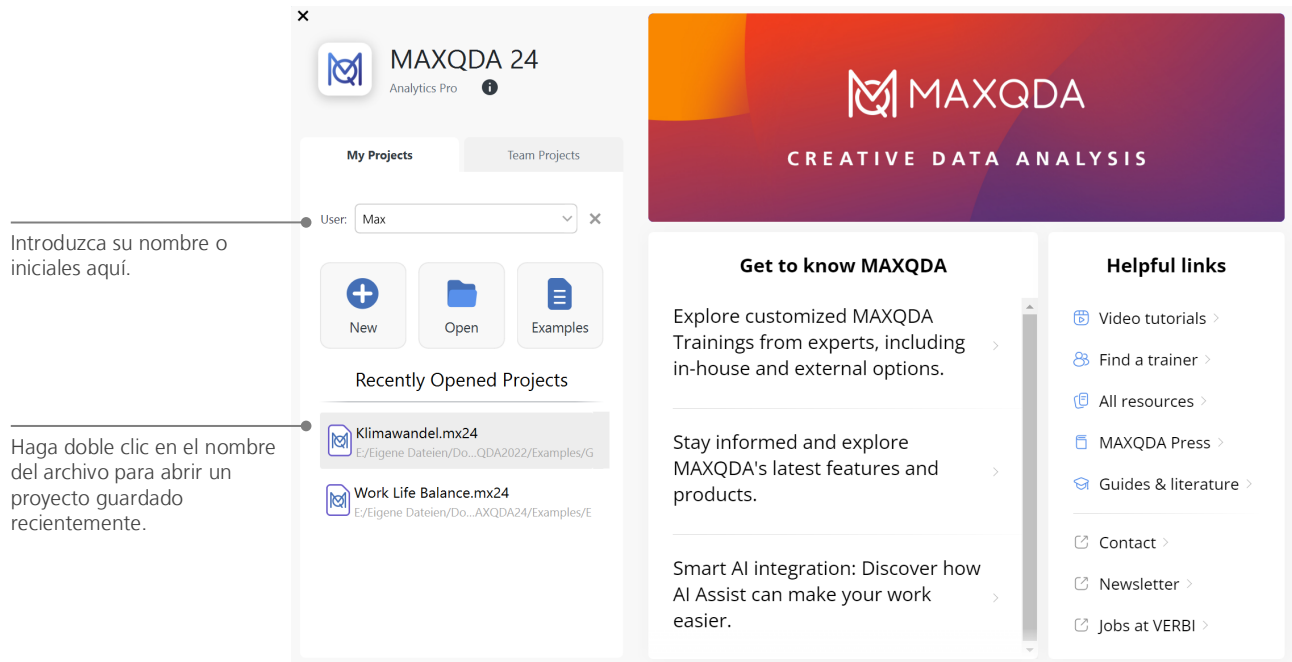 MAXQDA 24
Analytics Pro
My Projects
Team Projects
User:
Max
Introduzca su nombre o
iniciales aquí.
New
Open
Examples
Recently Opened Projects
Klimawandel.mx24
E:/Eigene Dateien/Do...QDA2022/Examples/G
Haga doble clic en el nombre
del archivo para abrir un
proyecto guardado
recientemente.
Work Life Balance.mx24
E:/Eigene Dateien/Do...AXQDA24/Examples/E
MAXQDA
CREATIVE DATA ANALYSIS
Get to know MAXQDA
Explore customized MAXQDA
Trainings from experts, including
in-house and external options.
Stay informed and explore
MAXQDA's latest features and
products.
Smart AI integration: Discover how
AI Assist can make your work
easier.
Helpful links
Video tutorials
Find a trainer
All resources
MAXQDA Press
Guides & literature
Contact
Newsletter
Jobs at VERBI